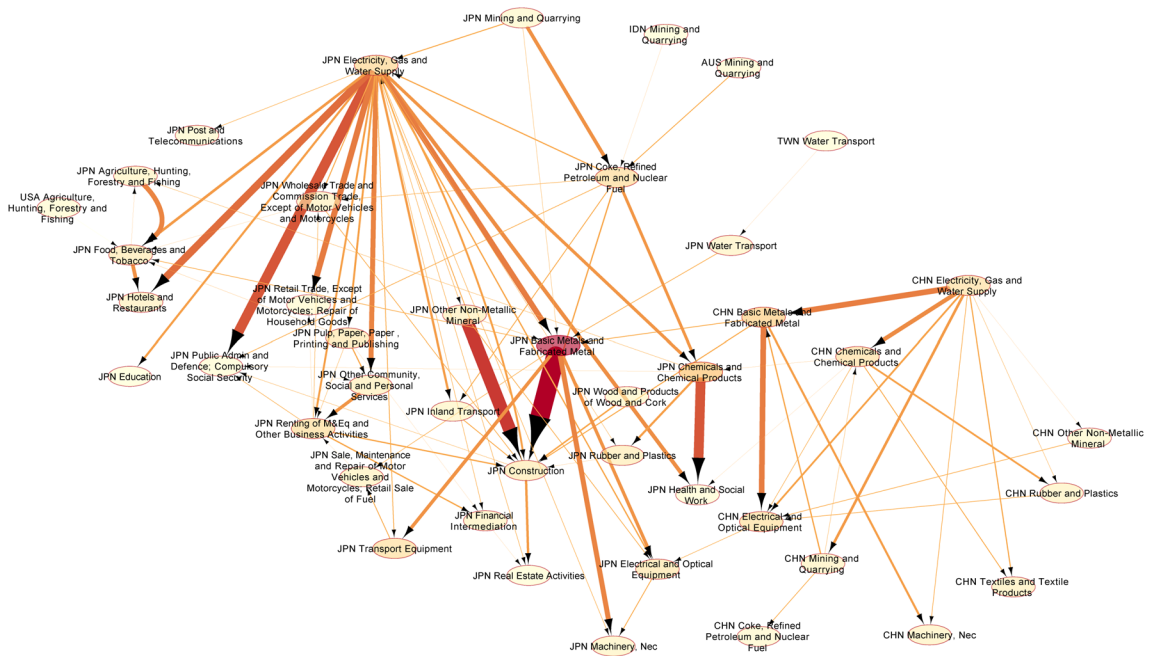 JPN Mining and Quarrying
IDN Mining and
Quarrying
JPN Electricity, Gas and
Water Supply
AUS Mining and
Quarrying
JPN Post and
Telecommunications
TWN Water Transport
JPN Agriculture, Hunting,
Forestry and Fishing
JPN Coke, Refined
Petroleum and Nuclear
Fuel
JPN Wholesale Trade and
Commission Trade,
Except of Motor Vehicles
and Motorcycles
USA Agriculture,
Hunting, Forestry and
Fishing
JPN Food, Beverages and
Tobacco
JPN Water Transport
CHN Electricity, Gas and
Water Supply
JPN Hotels and
Restaurants
JPN Retail Trade, Except
of Motor Vehicles and
Motorcycles; Repair of
Household Goods
JPN Other Non-Metallic
Mineral
CHN Basic Metals and
Fabricated Metal
JPN Pulp, Paper, Paper ,
Printing and Publishing
JPN Basic Metals and
Fabricated Metal
CHN Chemicals and
Chemical Products
JPN Public Admin and
Defence; Compulsory
Social Security
JPN Education
JPN Chemicals and
Chemical Products
JPN Other Community,
Social and Personal
Services
JPN Wood and Products
of Wood and Cork
JPN Inland Transport
JPN Renting of M&Eq and
Other Business Activities
CHN Other Non-Metallic
Mineral
JPN Sale, Maintenance
and Repair of Motor
Vehicles and
Motorcycles; Retail Sale
of Fuel
JPN Rubber and Plastics
JPN Construction
JPN Health and Social
Work
CHN Rubber and Plastics
JPN Financial
Intermediation
CHN Electrical and
Optical Equipment
JPN Transport Equipment
JPN Real Estate Activities
JPN Electrical and Optical
Equipment
CHN Mining and
Quarrying
CHN Textiles and Textile
Products
CHN Coke, Refined
Petroleum and Nuclear
Fuel
CHN Machinery, Nec
JPN Machinery, Nec